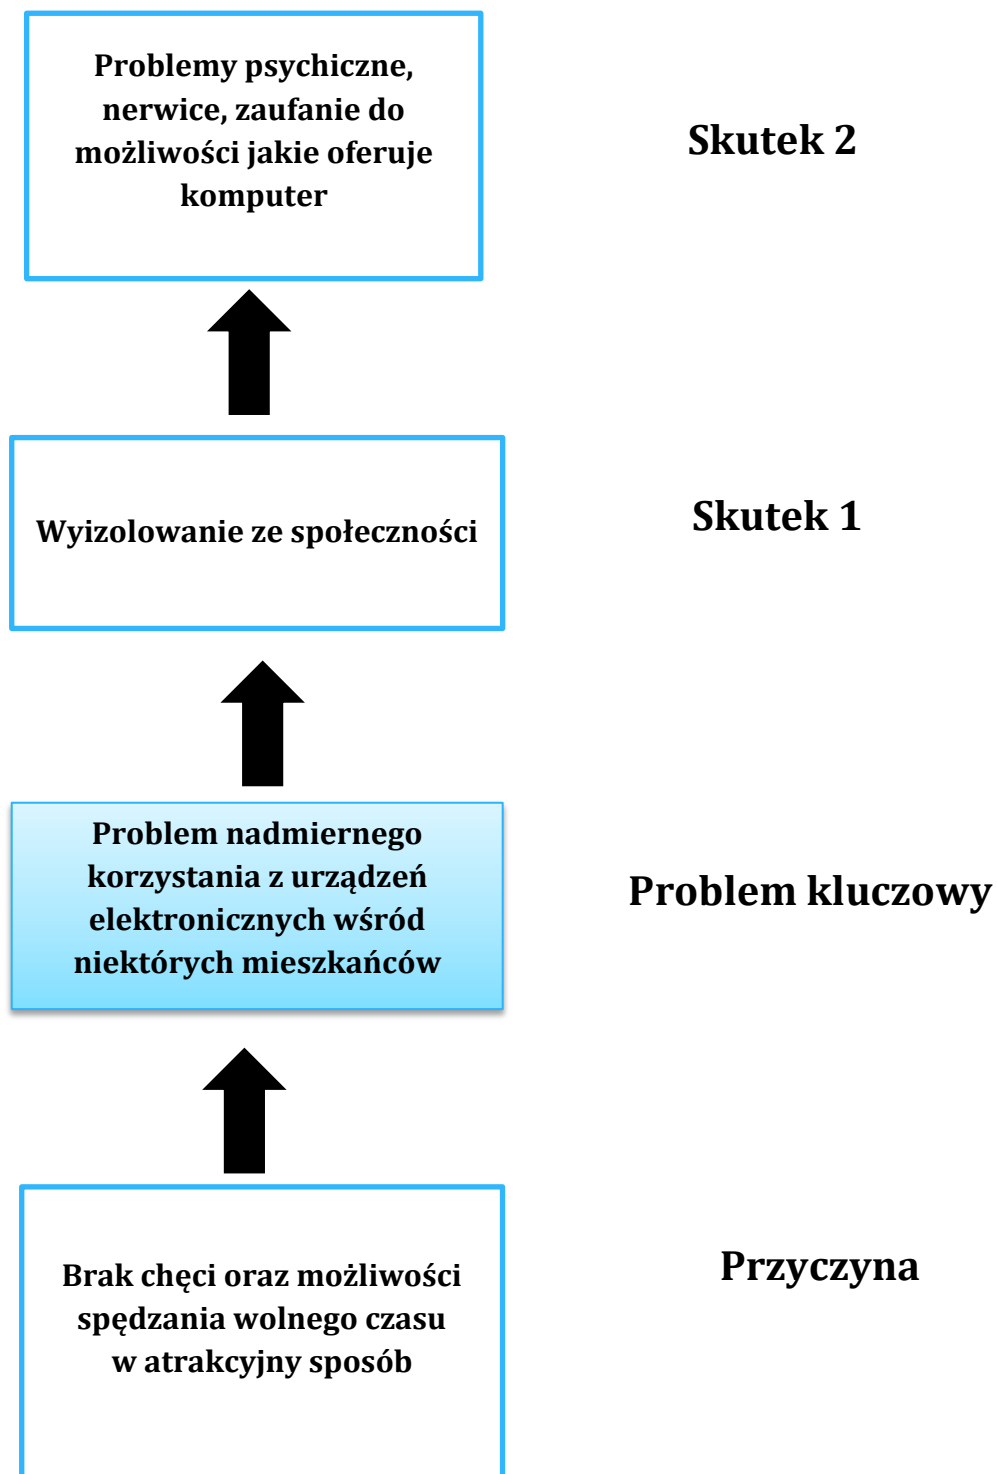 Problemy psychiczne,
nerwice, zaufanie do
możliwości jakie oferuje
komputer
Skutek 2
Wyizolowanie ze społeczności
Skutek 1
Problem nadmiernego
korzystania z urządzeń
elektronicznych wśród
niektórych mieszkańców
Problem kluczowy
Brak chęci oraz możliwości
spędzania wolnego czasu
w atrakcyjny sposób
Przyczyna